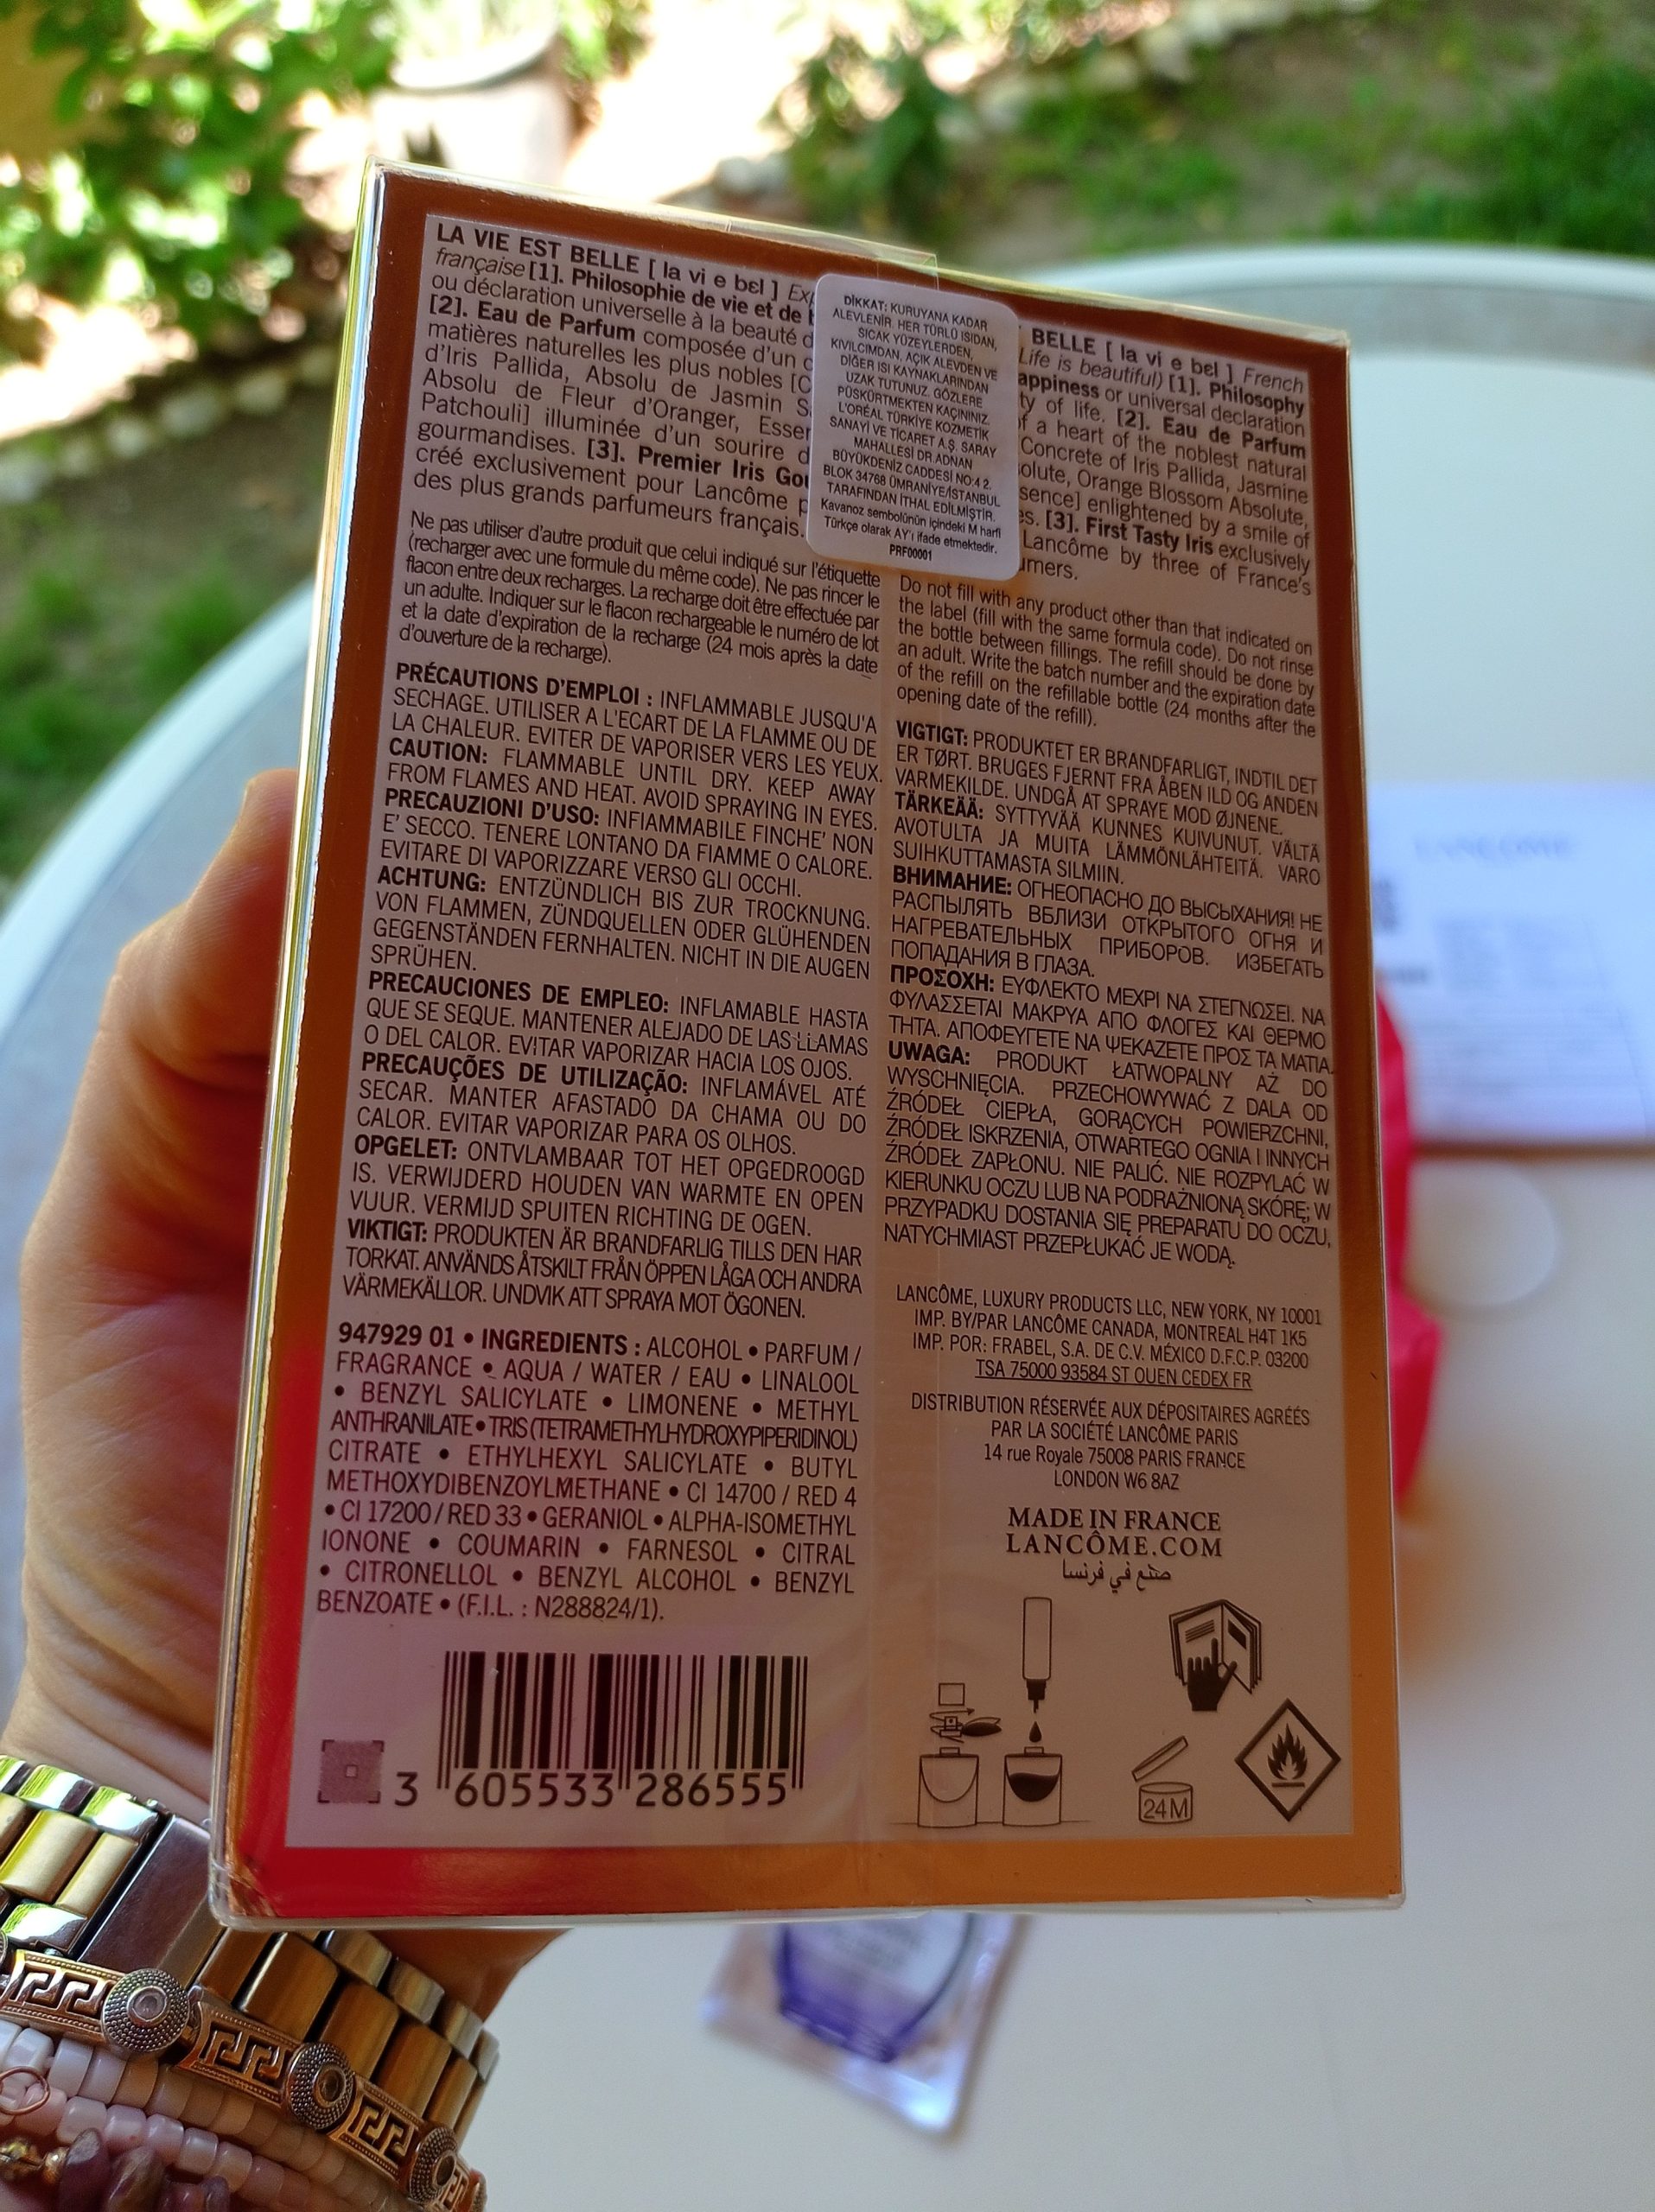 LA VIE EST BELLE [ la vi e bɛl ]
française [1]. Philosophie de vie et de
ou déclaration universelle à la beauté
[2]. Eau de Parfum composée d'un
matières naturelles les plus nobles
d'Iris Pallida, Absolu de Jasmin
Absolu de Fleur d'Oranger,
Patchouli] illuminée d'un sourire
gourmandises. [3]. Premier Iris
créé exclusivement pour Lancôme
des plus grands parfumeurs français.
Ne pas utiliser d'autre produit que celui indiqué sur l'étiquette
(recharger avec une formule du même code). Ne pas rincer le
flacon entre deux recharges. La recharge doit être effectuée par
un adulte. Indiquer sur le flacon rechargeable le numéro de lot
et la date d'expiration de la recharge (24 mois après la date
d'ouverture de la recharge).
PRÉCAUTIONS D'EMPLOI : INFLAMMABLE JUSQU'A
SECHAGE. UTILISER A L'ECART DE LA FLAMME OU DE
LA CHALEUR. EVITER DE VAPORISER VERS LES YEUX.
CAUTION: FLAMMABLE UNTIL DRY. KEEP AWAY
FROM FLAMES AND HEAT. AVOID SPRAYING IN EYES.
PRECAUZIONI D'USO: INFIAMMABILE FINCHE' NON
E' SECCO. TENERE LONTANO DA FIAMME O CALORE.
EVITARE DI VAPORIZZARE VERSO GLI OCCHI.
ACHTUNG: ENTZÜNDLICH BIS ZUR TROCKNUNG.
VON FLAMMEN, ZÜNDQUELLEN ODER GLÜHENDEN
GEGENSTÄNDEN FERNHALTEN. NICHT IN DIE AUGEN
SPRÜHEN.
PRECAUCIONES DE EMPLEO: INFLAMABLE HASTA
QUE SE SEQUE. MANTENER ALEJADO DE LAS LLAMAS
O DEL CALOR. EVITAR VAPORIZAR HACIA LOS OJOS.
PRECAUÇÕES DE UTILIZAÇÃO: INFLAMÁVEL ATÉ
SECAR. MANTER AFASTADO DA CHAMA OU DO
CALOR. EVITAR VAPORIZAR PARA OS OLHOS.
OPGELET: ONTVLAMBAAR TOT HET OPGEDROOGD
IS. VERWIJDERD HOUDEN VAN WARMTE EN OPEN
VUUR. VERMIJD SPUITEN RICHTING DE OGEN.
VIKTIGT: PRODUKTEN ÄR BRANDFARLIG TILLS DEN HAR
TORKAT. ANVÄNDS ÅTSKILT FRÅN ÖPPEN LÅGA OCH ANDRA
VÄRMEKÄLLOR. UNDVIK ATT SPRAYA MOT ÖGONEN.
947929 01 • INGREDIENTS : ALCOHOL • PARFUM /
FRAGRANCE • AQUA / WATER / EAU • LINALOOL
• BENZYL SALICYLATE • LIMONENE • METHYL
ANTHRANILATE • TRIS (TETRAMETHYLHYDROXYPIPERIDINOL)
CITRATE • ETHYLHEXYL SALICYLATE • BUTYL
METHOXYDIBENZOYLMETHANE • CI 14700 / RED 4
• CI 17200 / RED 33 • GERANIOL • ALPHA-ISOMETHYL
IONONE • COUMARIN • FARNESOL • CITRAL
• CITRONELLOL • BENZYL ALCOHOL • BENZYL
BENZOATE • (F.I.L. : N288824/1).
3 605533 286555
DİKKAT: KURUYANA KADAR
ALEVLENİR. HER TÜRLÜ ISIDAN,
SICAK YÜZEYLERDEN,
KIVILCIMDAN, AÇIK ALEVDEN VE
DİĞER ISI KAYNAKLARINDAN
UZAK TUTUNUZ. GÖZLERE
PÜSKÜRTMEKTEN KAÇININIZ.
L'ORÉAL TÜRKİYE KOZMETİK
SANAYİ VE TİCARET A.Ş. SARAY
MAHALLESİ DR.ADNAN
BÜYÜKDENİZ CADDESİ NO:4 2.
BLOK 34768 ÜMRANİYE/İSTANBUL
TARAFINDAN İTHAL EDİLMİŞTİR.
Kavanoz sembolünün içindeki M harfi
Türkçe olarak AY'ı ifade etmektedir.
PRF00001
BELLE [ la vi e bɛl ] French
Life is beautiful) [1]. Philosophy
or universal declaration
of life. [2]. Eau de Parfum
a heart of the noblest natural
Concrete of Iris Pallida, Jasmine
Orange Blossom Absolute,
enlightened by a smile of
[3]. First Tasty Iris exclusively
Lancôme by three of France's
Do not fill with any product other than that indicated on
the label (fill with the same formula code). Do not rinse
the bottle between fillings. The refill should be done by
an adult. Write the batch number and the expiration date
of the refill on the refillable bottle (24 months after the
opening date of the refill).
VIGTIGT: PRODUKTET ER BRANDFARLIGT, INDTIL DET
ER TØRT. BRUGES FJERNT FRA ÅBEN ILD OG ANDEN
VARMEKILDE. UNDGÅ AT SPRAYE MOD ØJNENE.
TÄRKEÄÄ: SYTTYVÄÄ KUNNES KUIVUNUT. VÄLTÄ
AVOTULTA JA MUITA LÄMMÖNLÄHTEITÄ. VARO
SUIHKUTTAMASTA SILMIIN.
ВНИМАНИЕ: ОГНЕОПАСНО ДО ВЫСЫХАНИЯ! НЕ
РАСПЫЛЯТЬ ВБЛИЗИ ОТКРЫТОГО ОГНЯ И
НАГРЕВАТЕЛЬНЫХ ПРИБОРОВ. ИЗБЕГАТЬ
ПОПАДАНИЯ В ГЛАЗА.
ΠΡΟΣΟΧΗ: ΕΥΦΛΕΚΤΟ ΜΕΧΡΙ ΝΑ ΣΤΕΓΝΩΣΕΙ. ΝΑ
ΦΥΛΑΣΣΕΤΑΙ ΜΑΚΡΥΑ ΑΠΟ ΦΛΟΓΕΣ ΚΑΙ ΘΕΡΜΟ
ΤΗΤΑ. ΑΠΟΦΕΥΓΕΤΕ ΝΑ ΨΕΚΑΖΕΤΕ ΠΡΟΣ ΤΑ ΜΑΤΙΑ.
UWAGA: PRODUKT ŁATWOPALNY AŻ DO
WYSCHNIĘCIA. PRZECHOWYWAĆ Z DALA OD
ŹRÓDEŁ CIEPŁA, GORĄCYCH POWIERZCHNI,
ŹRÓDEŁ ISKRZENIA, OTWARTEGO OGNIA I INNYCH
ŹRÓDEŁ ZAPŁONU. NIE PALIĆ. NIE ROZPYLAĆ W
KIERUNKU OCZU LUB NA PODRAŻNIONĄ SKÓRĘ; W
PRZYPADKU DOSTANIA SIĘ PREPARATU DO OCZU,
NATYCHMIAST PRZEPŁUKAĆ JE WODĄ.
LANCÔME, LUXURY PRODUCTS LLC, NEW YORK, NY 10001
IMP. BY/PAR LANCÔME CANADA, MONTREAL H4T 1K5
IMP. POR: FRABEL, S.A. DE C.V. MÉXICO D.F.C.P. 03200
TSA 75000 93584 ST OUEN CEDEX FR
DISTRIBUTION RÉSERVÉE AUX DÉPOSITAIRES AGRÉÉS
PAR LA SOCIÉTÉ LANCÔME PARIS
14 rue Royale 75008 PARIS FRANCE
LONDON W6 8AZ
MADE IN FRANCE
LANCÔME.COM
صنع في فرنسا
24M
LANCÔME